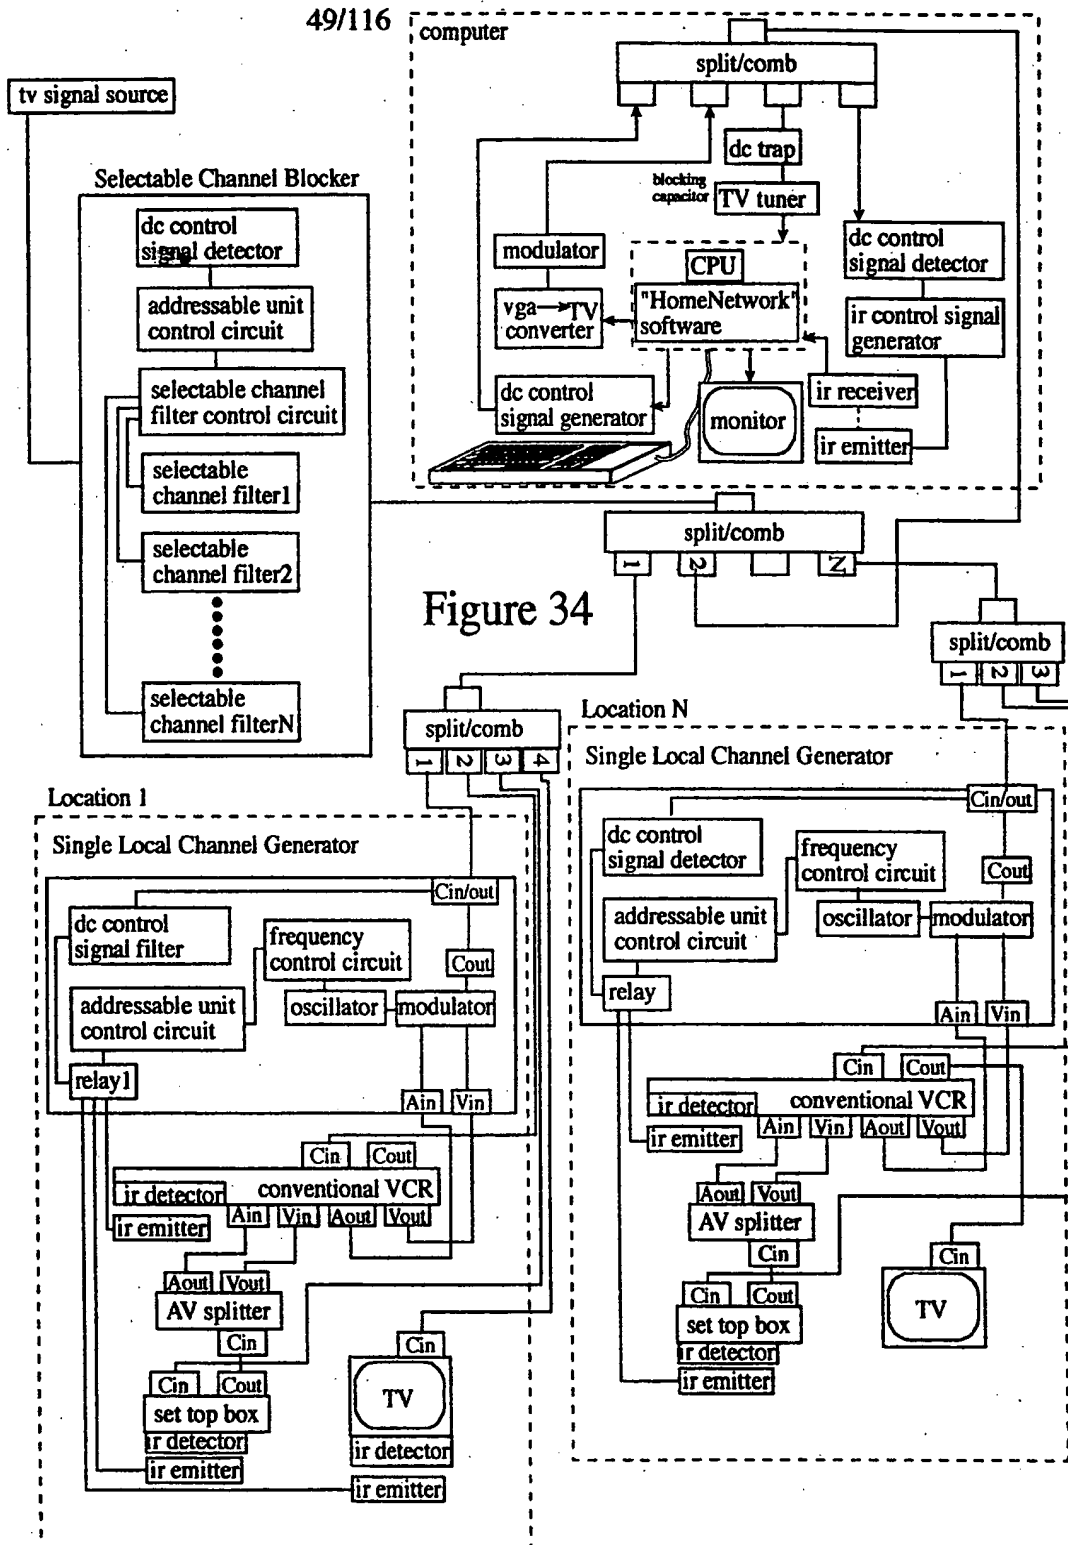 49/116
computer
split/comb
tv signal source
dc trap
blocking
capacitor
TV tuner
Selectable Channel Blocker
dc control
signal detector
modulator
CPU
dc control
signal detector
addressable unit
control circuit
vga→TV
converter
"HomeNetwork"
software
ir control signal
generator
selectable channel
filter control circuit
dc control
signal generator
monitor
ir receiver
ir emitter
selectable
channel filter1
split/comb
1
2
N
selectable
channel filter2
Figure 34
split/comb
1
2
3
selectable
channel filterN
split/comb
1
2
3
4
Location N
Single Local Channel Generator
Cin/out
dc control
signal detector
frequency
control circuit
Cout
addressable unit
control circuit
oscillator
modulator
relay
Ain
Vin
Cin
Cout
ir detector
conventional VCR
ir emitter
Ain
Vin
Aout
Vout
Aout
Vout
AV splitter
Cin
Cin
Cin
Cout
set top box
ir detector
ir emitter
TV
Location 1
Single Local Channel Generator
Cin/out
dc control
signal filter
frequency
control circuit
Cout
addressable unit
control circuit
oscillator
modulator
relay1
Ain
Vin
Cin
Cout
ir detector
conventional VCR
ir emitter
Ain
Vin
Aout
Vout
Aout
Vout
AV splitter
Cin
Cin
Cin
Cout
set top box
ir detector
ir emitter
TV
ir detector
ir emitter